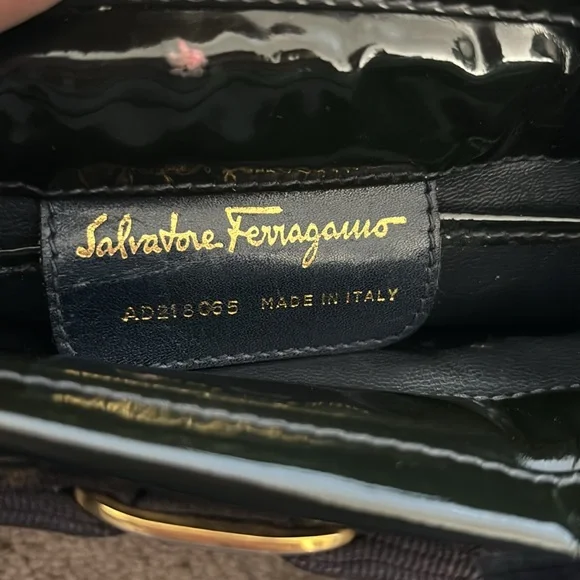 Salvatore Ferragamo
AD218065 MADE IN ITALY